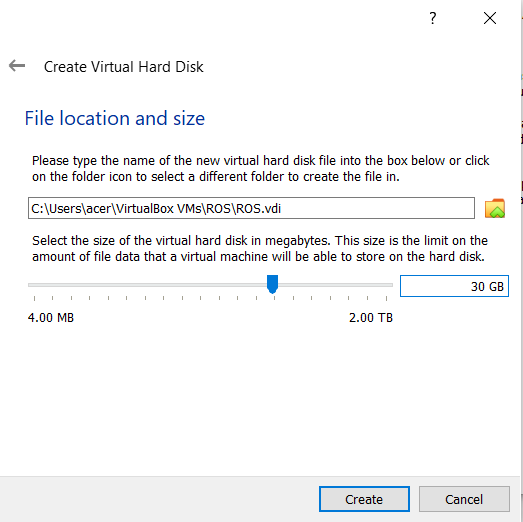 ?
Create Virtual Hard Disk
File location and size
Please type the name of the new virtual hard disk file into the box below or click
on the folder icon to select a different folder to create the file in.
C:\Users\acer\VirtualBox VMs\ROS\ROS.vdi
Select the size of the virtual hard disk in megabytes. This size is the limit on the
amount of file data that a virtual machine will be able to store on the hard disk.
30 GB
4.00 MB 2.00 TB
Create Cancel